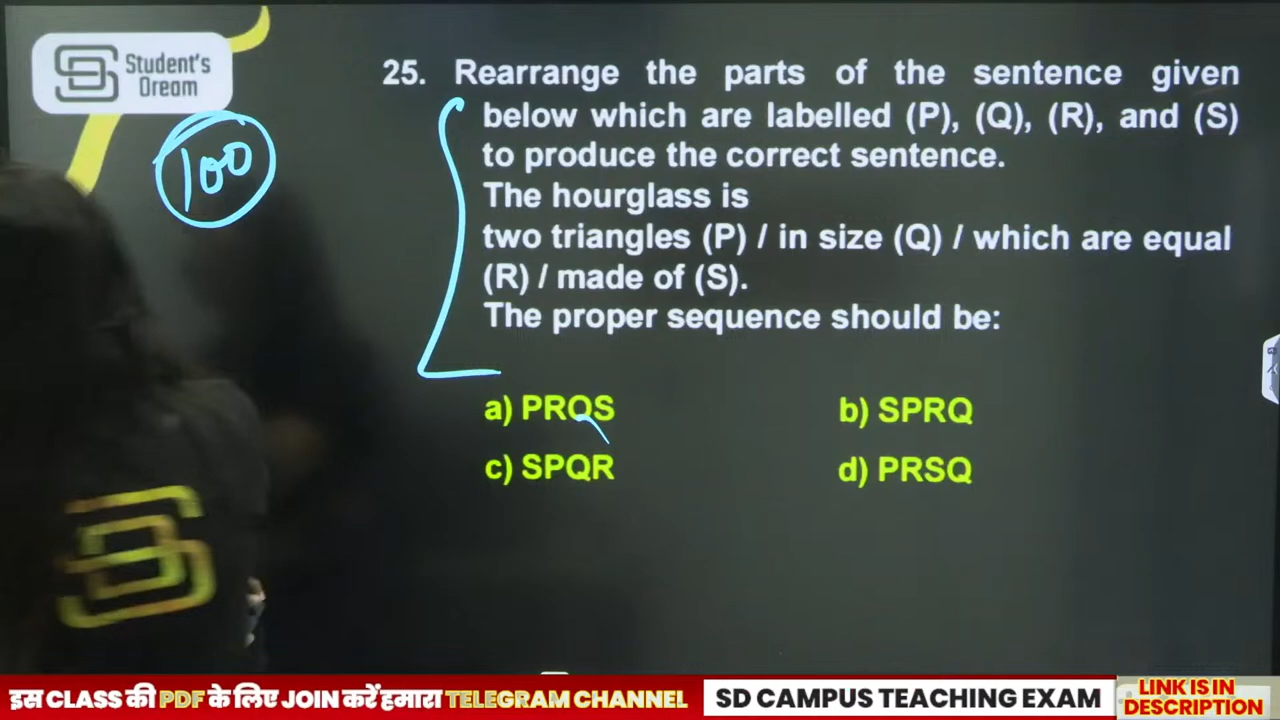 Student's
Dream
100
25. Rearrange the parts of the sentence given
below which are labelled (P), (Q), (R), and (S)
to produce the correct sentence.
The hourglass is
two triangles (P) / in size (Q) / which are equal
(R) / made of (S).
The proper sequence should be:
a) PRQS
b) SPRQ
c) SPQR
d) PRSQ
इस CLASS की PDF के लिए JOIN करें हमारा TELEGRAM CHANNEL
SD CAMPUS TEACHING EXAM
LINK IS IN
DESCRIPTION